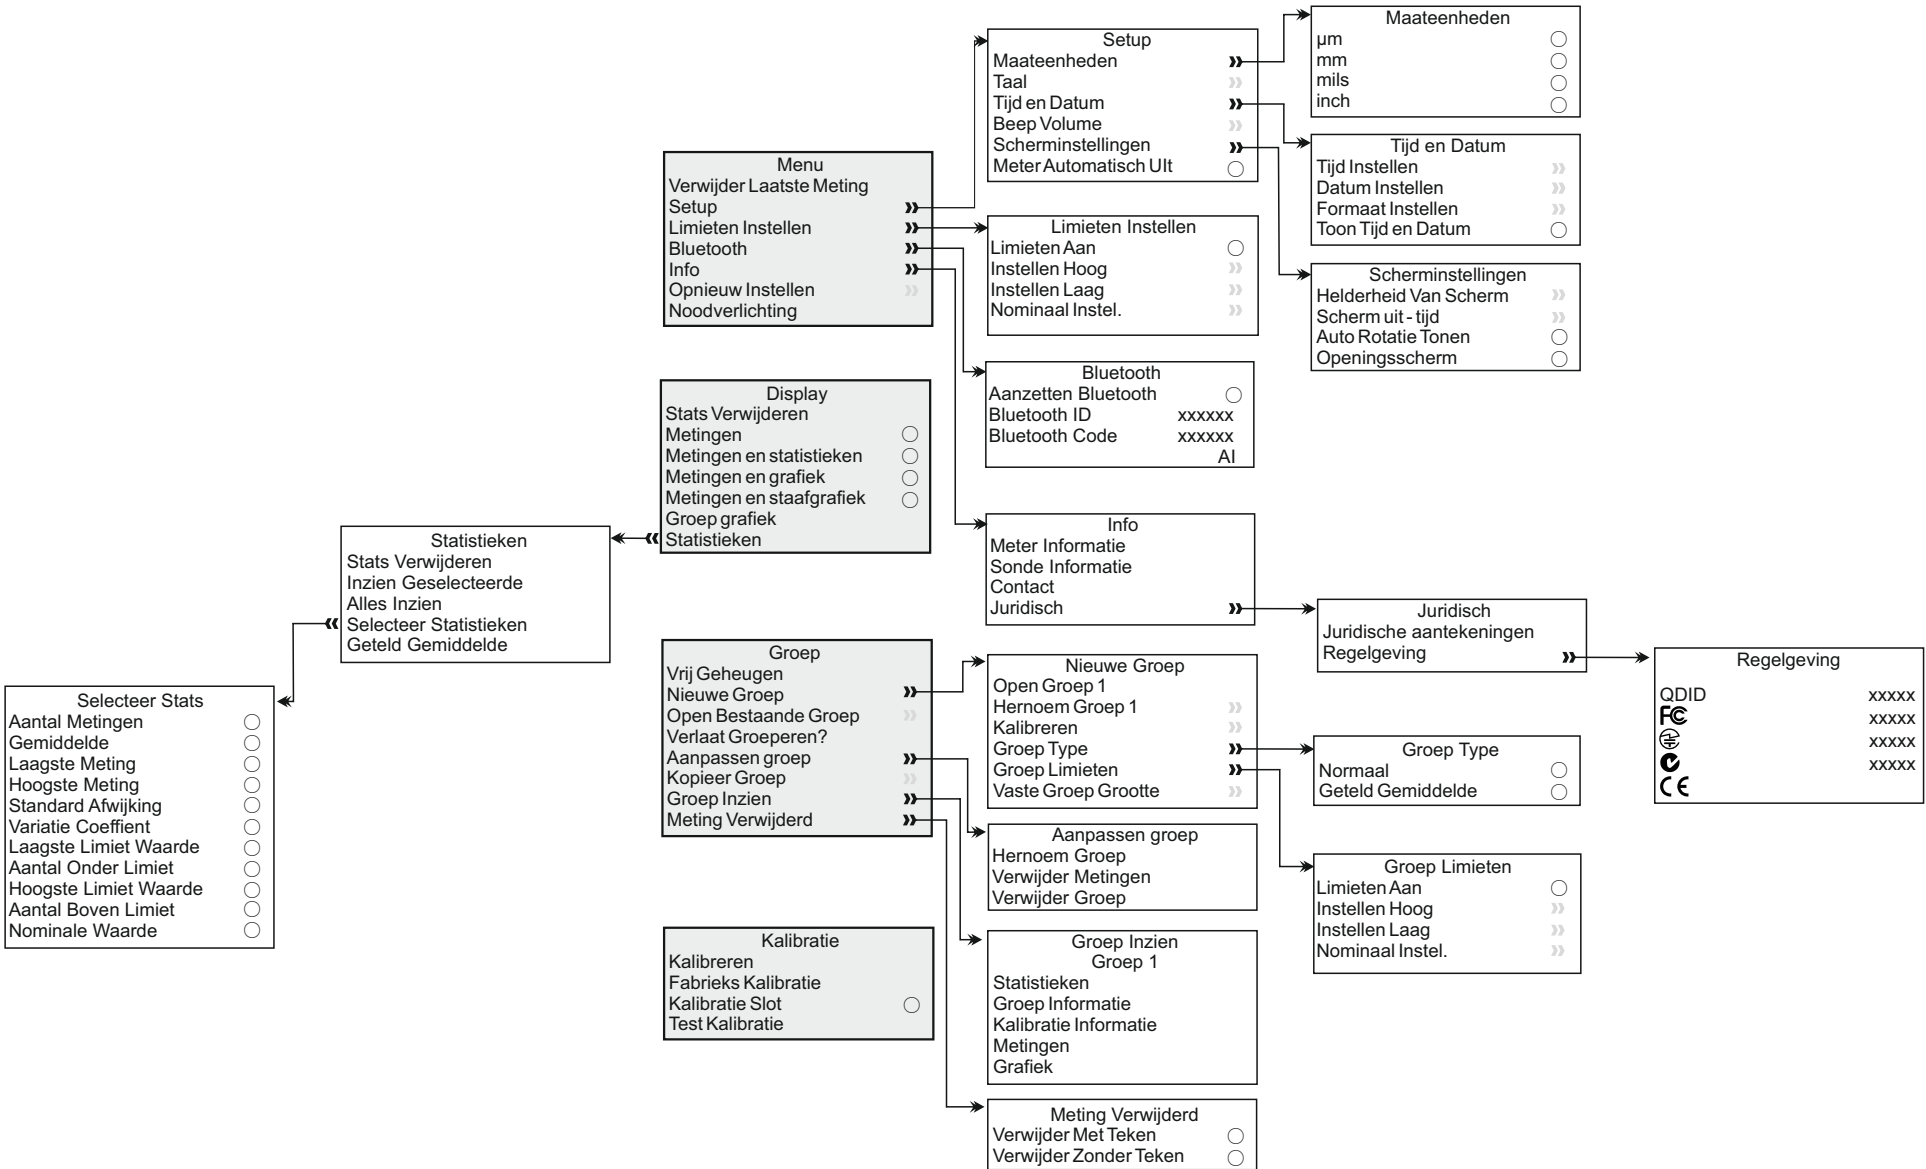 Maateenheden
µm
mm
mils
inch
Setup
Maateenheden
Taal
Tijd en Datum
Beep Volume
Scherminstellingen
Meter Automatisch UIt
Tijd en Datum
Tijd Instellen
Datum Instellen
Formaat Instellen
Toon Tijd en Datum
Menu
Verwijder Laatste Meting
Setup
Limieten Instellen
Bluetooth
Info
Opnieuw Instellen
Noodverlichting
Limieten Instellen
Limieten Aan
Instellen Hoog
Instellen Laag
Nominaal Instel.
Scherminstellingen
Helderheid Van Scherm
Scherm uit - tijd
Auto Rotatie Tonen
Openingsscherm
Bluetooth
Aanzetten Bluetooth
Bluetooth ID xxxxxx
Bluetooth Code xxxxxx
AI
Display
Stats Verwijderen
Metingen
Metingen en statistieken
Metingen en grafiek
Metingen en staafgrafiek
Groep grafiek
Statistieken
Statistieken
Stats Verwijderen
Inzien Geselecteerde
Alles Inzien
Selecteer Statistieken
Geteld Gemiddelde
Info
Meter Informatie
Sonde Informatie
Contact
Juridisch
Juridisch
Juridische aantekeningen
Regelgeving
Regelgeving
QDID xxxxx
FC xxxxx
xxxxx
xxxxx
CE
Selecteer Stats
Aantal Metingen
Gemiddelde
Laagste Meting
Hoogste Meting
Standard Afwijking
Variatie Coeffient
Laagste Limiet Waarde
Aantal Onder Limiet
Hoogste Limiet Waarde
Aantal Boven Limiet
Nominale Waarde
Groep
Vrij Geheugen
Nieuwe Groep
Open Bestaande Groep
Verlaat Groeperen?
Aanpassen groep
Kopieer Groep
Groep Inzien
Meting Verwijderd
Nieuwe Groep
Open Groep 1
Hernoem Groep 1
Kalibreren
Groep Type
Groep Limieten
Vaste Groep Grootte
Groep Type
Normaal
Geteld Gemiddelde
Aanpassen groep
Hernoem Groep
Verwijder Metingen
Verwijder Groep
Groep Limieten
Limieten Aan
Instellen Hoog
Instellen Laag
Nominaal Instel.
Kalibratie
Kalibreren
Fabrieks Kalibratie
Kalibratie Slot
Test Kalibratie
Groep Inzien
Groep 1
Statistieken
Groep Informatie
Kalibratie Informatie
Metingen
Grafiek
Meting Verwijderd
Verwijder Met Teken
Verwijder Zonder Teken